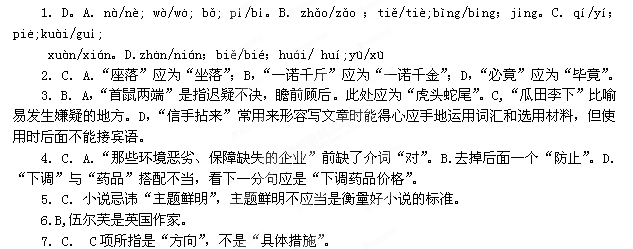 1. D。A. nà/nè; wò/wó; bǒ; pi/bi。B. zhǎo/zǎo ; tiě/tiè;bìng/bing; jing。C. qí/yí;
piè;kuài/gui;
xuàn/xián。D.zhān/nián; biě/bié; huói/ huí ;yū/xū
2. C. A.“座落”应为“坐落”; B,“一诺千斤”应为“一诺千金”; D,“必竟”应为“毕竟”。
3. B. A,“首鼠两端”是指迟疑不决，瞻前顾后。此处应为“虎头蛇尾”。C,“瓜田李下”比喻
易发生嫌疑的地方。D,“信手拈来”常用来形容写文章时能得心应手地运用词汇和选用材料，但使
用时后面不能接宾语。
4. C. A.“那些环境恶劣、保障缺失的企业”前缺了介词“对”。B.去掉后面一个“防止”。D.
“下调”与“药品”搭配不当，看下一分句应是“下调药品价格”。
5. C. 小说忌讳“主题鲜明”，主题鲜明不应当是衡量好小说的标准。
6.B,伍尔芙是英国作家。
7. C. C项所指是“方向”，不是“具体措施”。